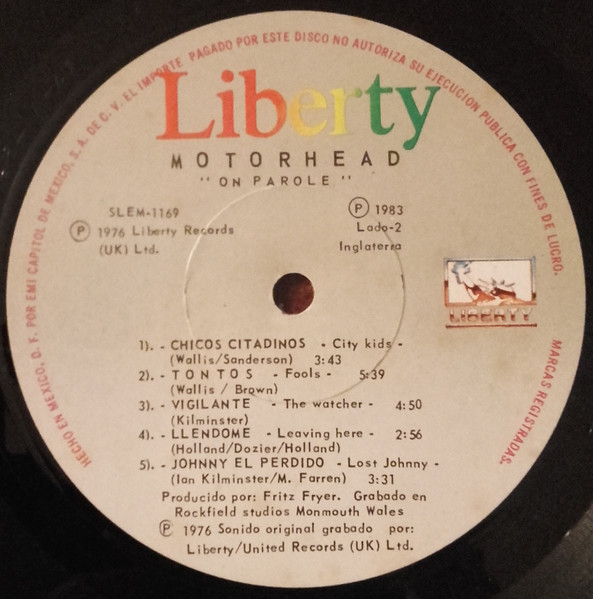 HECHO EN MEXICO, D. F. POR EMI CAPITOL DE MEXICO, S.A. DE C. V. EL IMPORTE PAGADO POR ESTE DISCO NO AUTORIZA SU EJECUCION PUBLICA CON FINES DE LUCRO. MARCAS REGISTRADAS.
Liberty
MOTORHEAD
"ON PAROLE"
SLEM-1169
Ⓟ 1976 Liberty Records
(UK) Ltd.
Ⓟ 1983
Lado-2
Inglaterra
LIBERTY
1). - CHICOS CITADINOS - City kids -
(Wallis/Sanderson) 3:43
2). - TONTOS - Fools - 5:39
(Wallis / Brown)
3). - VIGILANTE - The watcher - 4:50
(Kilminster)
4). - LLENDOME - Leaving here - 2:56
(Holland/Dozier/Holland)
5). - JOHNNY EL PERDIDO - Lost Johnny -
(Ian Kilminster/M. Farren) 3:31
Producido por: Fritz Fryer. Grabado en
Rockfield studios Monmouth Wales
Ⓟ 1976 Sonido original grabado por:
Liberty/United Records (UK) Ltd.